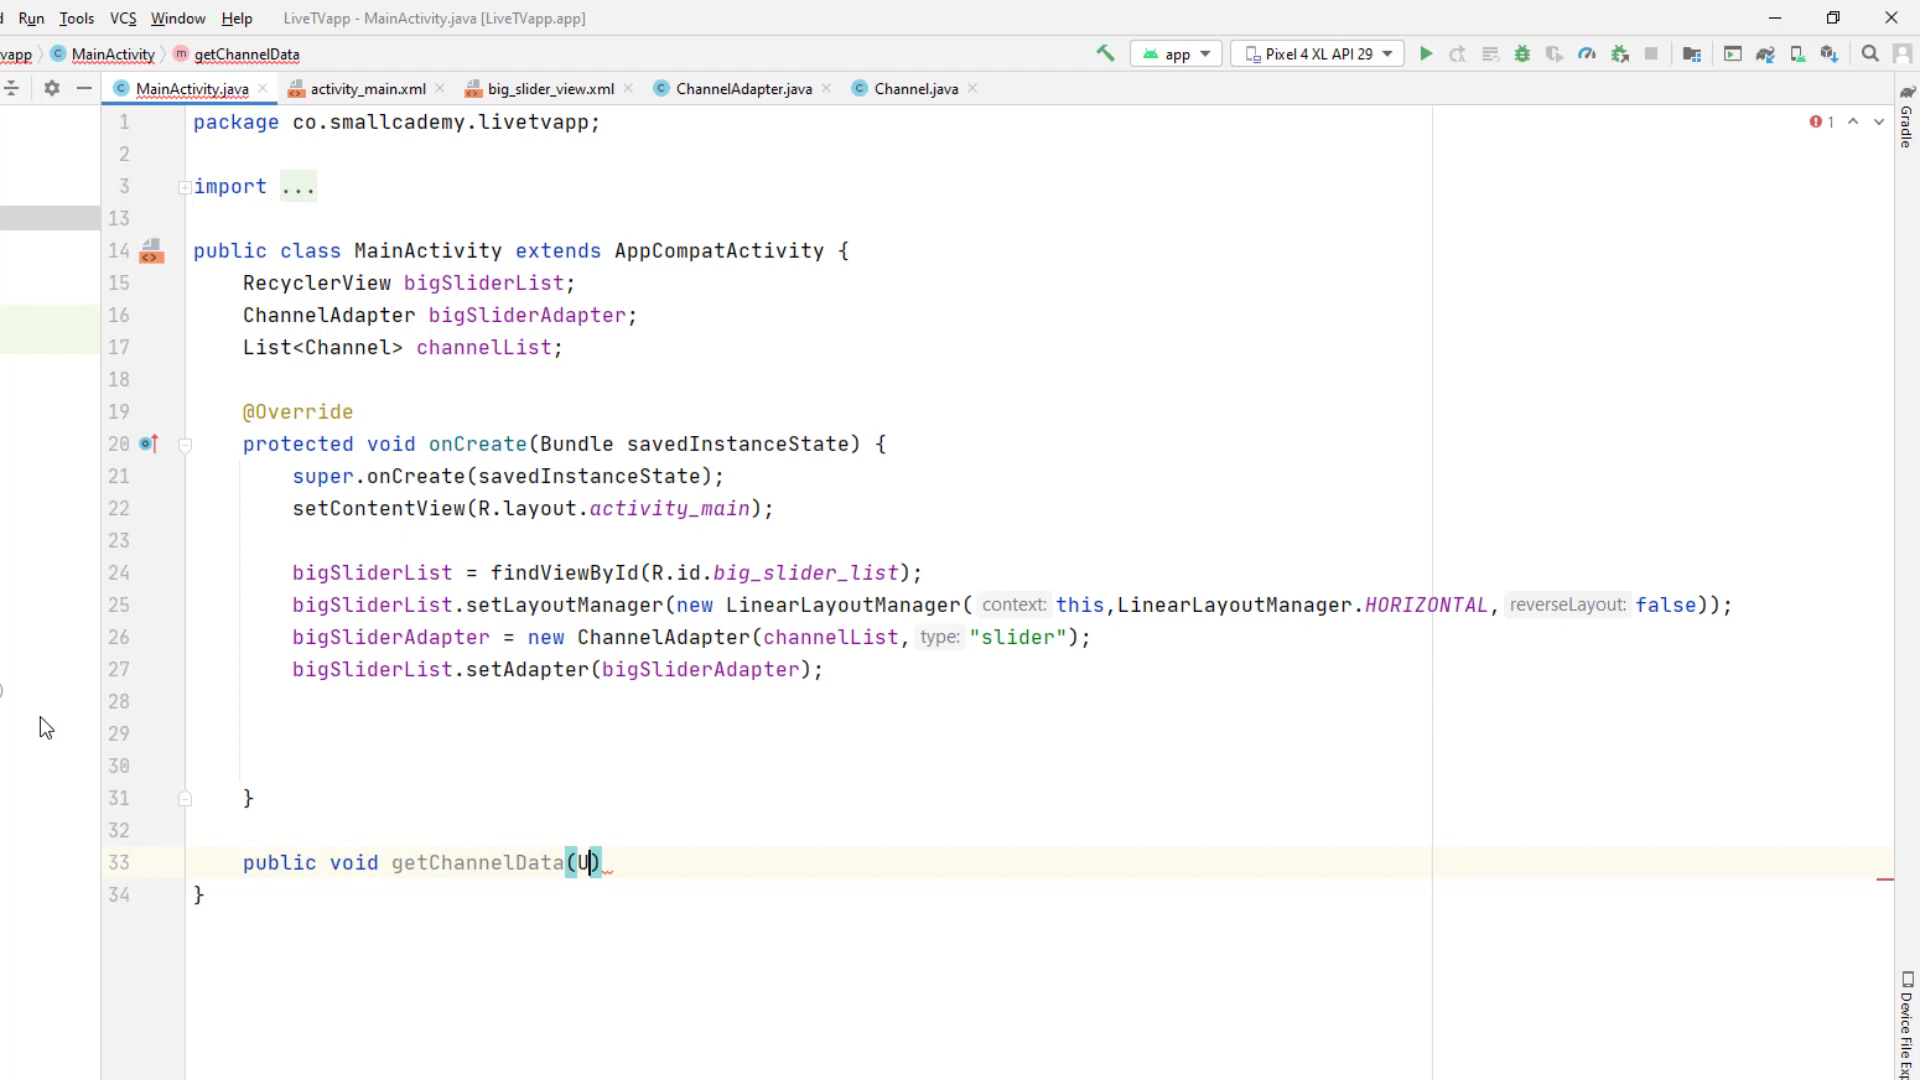 Run Tools VCS Window Help LiveTVapp - MainActivity.java [LiveTVapp.app]
vapp MainActivity getChannelData app Pixel 4 XL API 29
MainActivity.java activity_main.xml big_slider_view.xml ChannelAdapter.java Channel.java
1 package co.smallcademy.livetvapp; 1
2
3 import ...
13
14 public class MainActivity extends AppCompatActivity {
15 RecyclerView bigSliderList;
16 ChannelAdapter bigSliderAdapter;
17 List<Channel> channelList;
18
19 @Override
20 protected void onCreate(Bundle savedInstanceState) {
21 super.onCreate(savedInstanceState);
22 setContentView(R.layout.activity_main);
23
24 bigSliderList = findViewById(R.id.big_slider_list);
25 bigSliderList.setLayoutManager(new LinearLayoutManager( context: this,LinearLayoutManager.HORIZONTAL, reverseLayout: false));
26 bigSliderAdapter = new ChannelAdapter(channelList, type: "slider");
27 bigSliderList.setAdapter(bigSliderAdapter);
28
29
30
31 }
32
33 public void getChannelData(U)
34 }
Gradle
Device File Exp